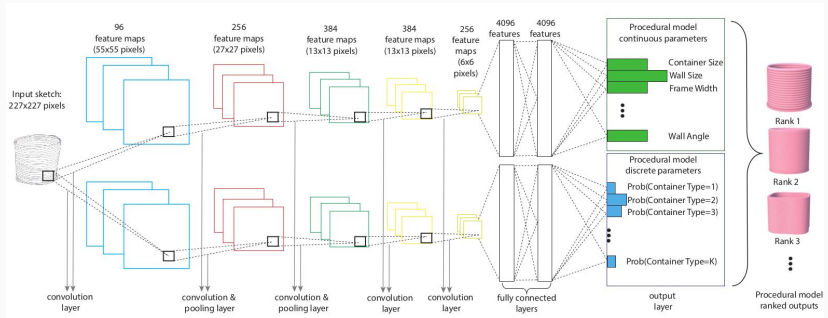 96
feature maps
(55x55 pixels)
256
feature maps
(27x27 pixels)
384
feature maps
(13x13 pixels)
384
feature maps
(13x13 pixels)
256
feature
maps
(6x6
pixels)
4096
features
4096
features
Procedural model
continuous parameters
Input sketch:
227x227 pixels
Container Size
Wall Size
Frame Width
Wall Angle
Procedural model
discrete parameters
Prob(Container Type=1)
Prob(Container Type=2)
Prob(Container Type=3)
Prob(Container Type=K)
Rank 1
Rank 2
Rank 3
convolution
layer
convolution &
pooling layer
convolution &
pooling layer
convolution
layer
convolution
layer
fully connected
layers
output
layer
Procedural model
ranked outputs